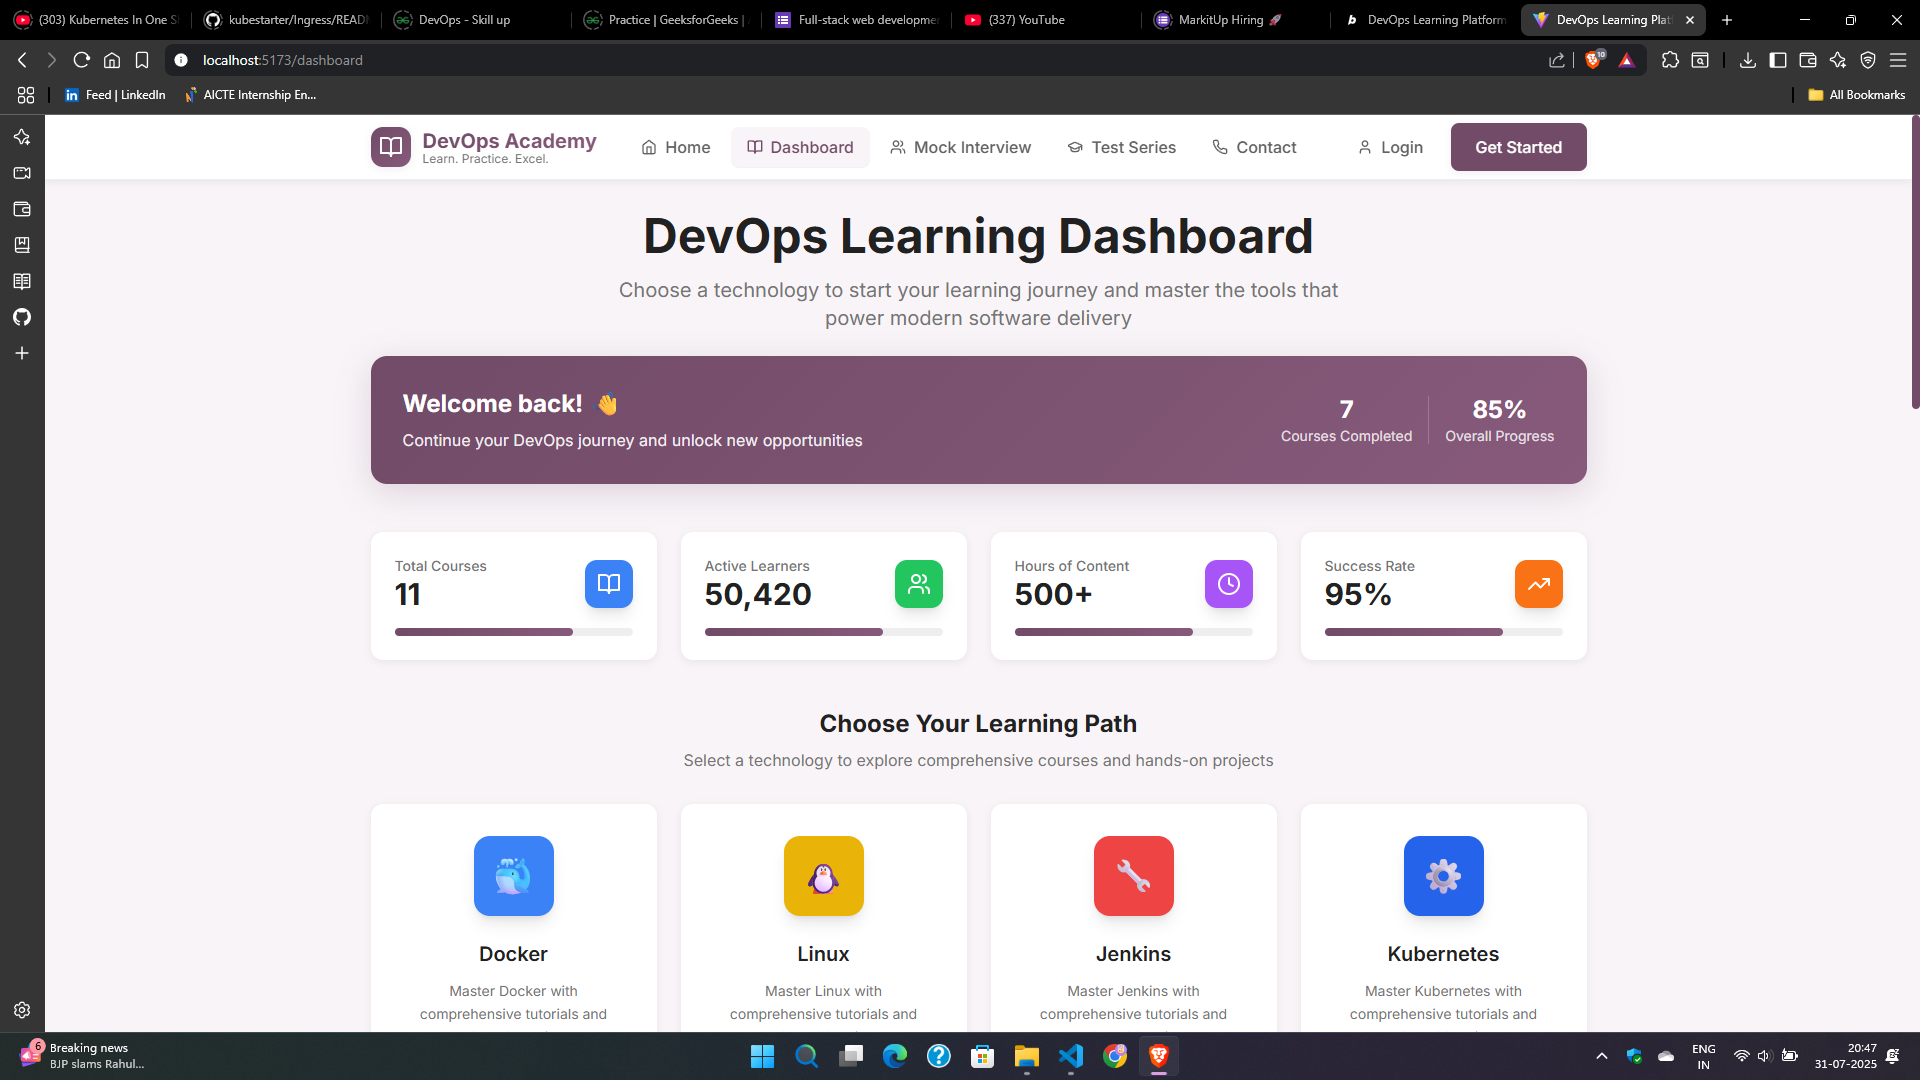 (303) Kubernetes In One S
kubestarter/Ingress/READ
DevOps - Skill up
Practice | GeeksforGeeks |
Full-stack web developme
(337) YouTube
MarkitUp Hiring 🚀
DevOps Learning Platform
DevOps Learning Plat
localhost:5173/dashboard
10
Feed | LinkedIn
AICTE Internship En...
All Bookmarks
DevOps Academy
Learn. Practice. Excel.
Home
Dashboard
Mock Interview
Test Series
Contact
Login
Get Started
DevOps Learning Dashboard
Choose a technology to start your learning journey and master the tools that
power modern software delivery
Welcome back! 👋
Continue your DevOps journey and unlock new opportunities
7
Courses Completed
85%
Overall Progress
Total Courses
11
Active Learners
50,420
Hours of Content
500+
Success Rate
95%
Choose Your Learning Path
Select a technology to explore comprehensive courses and hands-on projects
Docker
Master Docker with
comprehensive tutorials and
Linux
Master Linux with
comprehensive tutorials and
Jenkins
Master Jenkins with
comprehensive tutorials and
Kubernetes
Master Kubernetes with
comprehensive tutorials and
6
Breaking news
BJP slams Rahul...
ENG
IN
20:47
31-07-2025